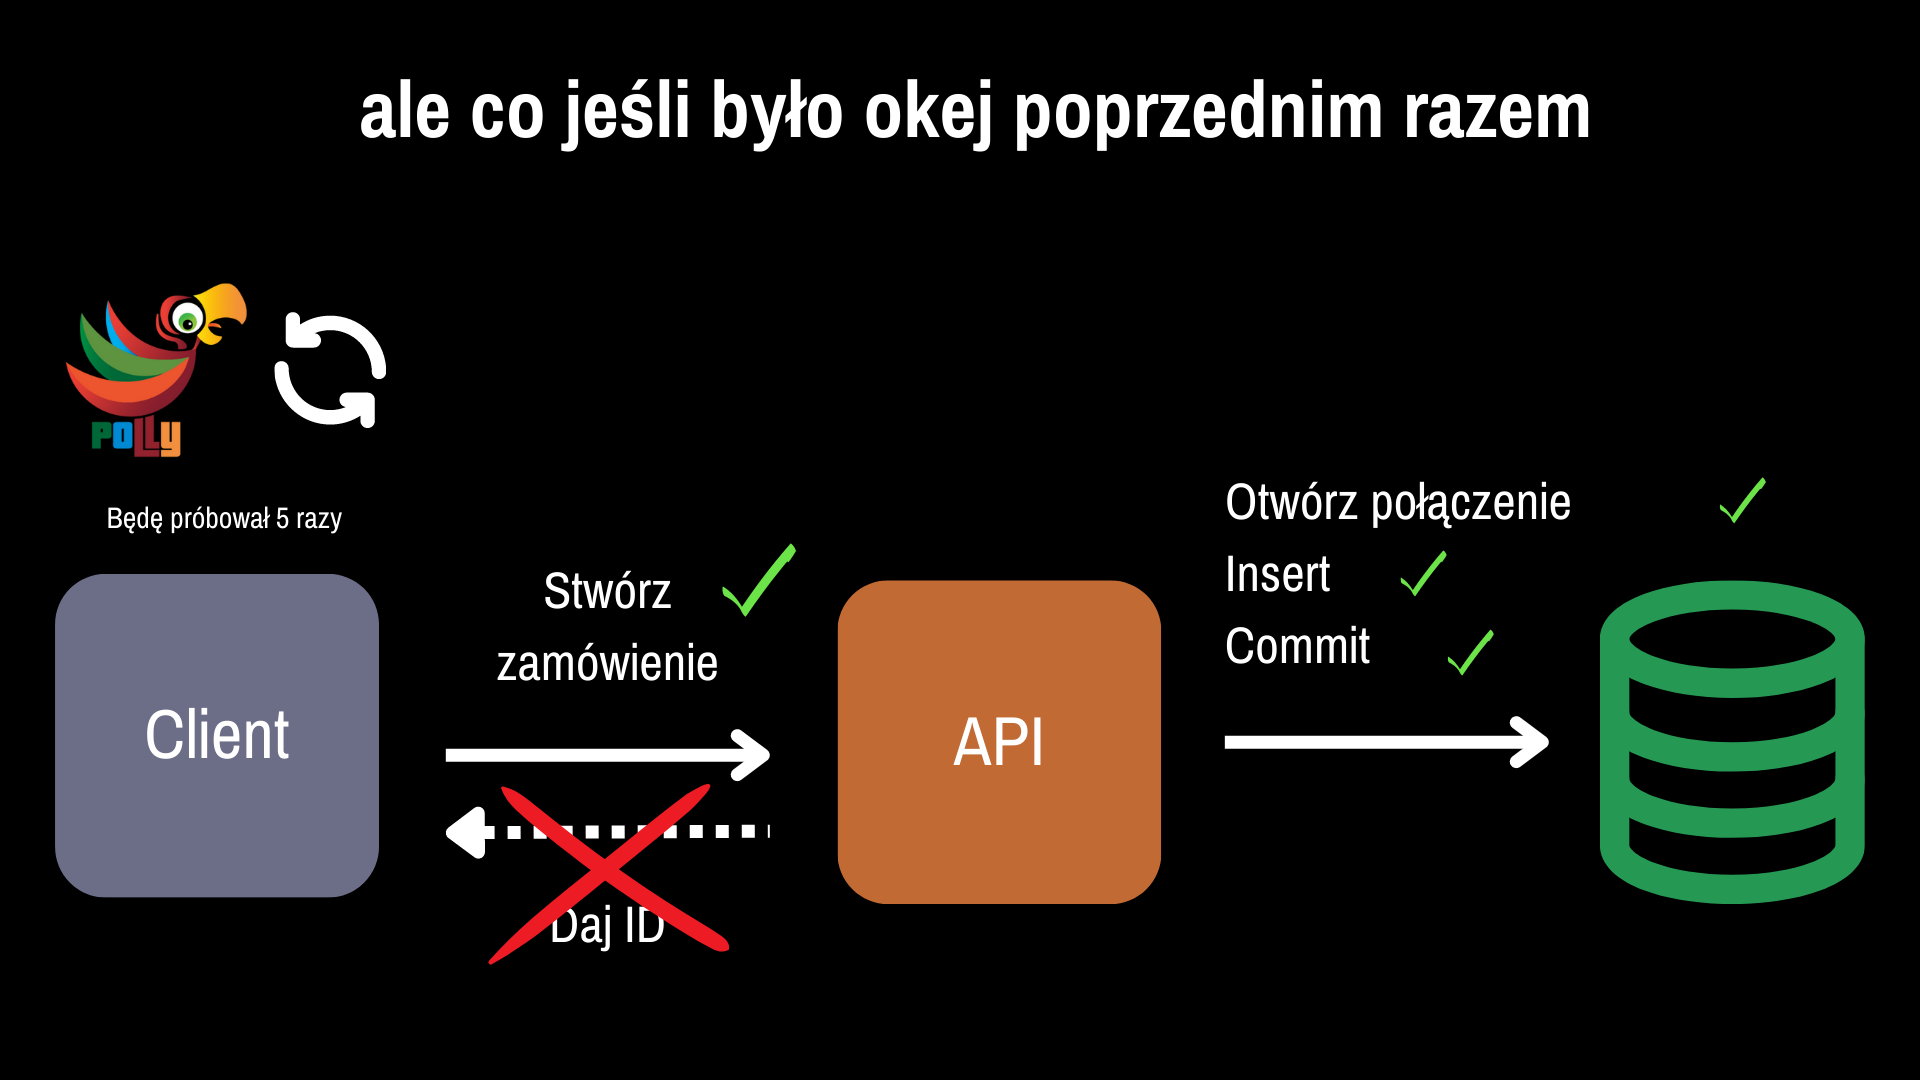 ale co jeśli było okej poprzednim razem
POLLY
Będę próbował 5 razy
Client
Stwórz
zamówienie
Daj ID
API
Otwórz połączenie
Insert
Commit